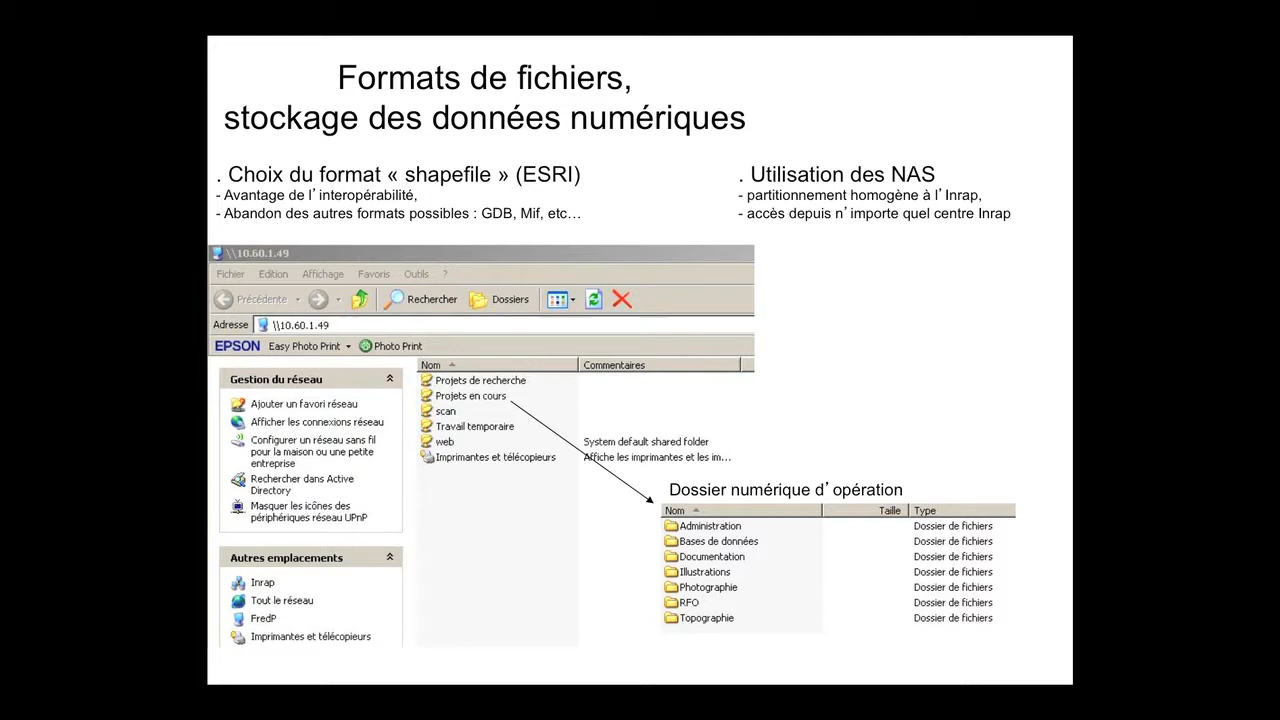 Formats de fichiers,
stockage des données numériques
. Choix du format « shapefile » (ESRI)
- Avantage de l’interopérabilité,
- Abandon des autres formats possibles : GDB, Mif, etc…
. Utilisation des NAS
- partitionnement homogène à l’Inrap,
- accès depuis n’importe quel centre Inrap
\\10.60.1.49
Fichier Edition Affichage Favoris Outils ?
Précédente Rechercher Dossiers
Adresse \\10.60.1.49
EPSON Easy Photo Print Photo Print
Gestion du réseau
Ajouter un favori réseau
Afficher les connexions réseau
Configurer un réseau sans fil
pour la maison ou une petite
entreprise
Rechercher dans Active
Directory
Masquer les icônes des
périphériques réseau UPnP
Autres emplacements
Inrap
Tout le réseau
FredP
Imprimantes et télécopieurs
Nom Commentaires
Projets de recherche
Projets en cours
scan
Travail temporaire
web System default shared folder
Imprimantes et télécopieurs Affiche les imprimantes et les im...
Dossier numérique d’opération
Nom Taille Type
Administration Dossier de fichiers
Bases de données Dossier de fichiers
Documentation Dossier de fichiers
Illustrations Dossier de fichiers
Photographie Dossier de fichiers
RFO Dossier de fichiers
Topographie Dossier de fichiers